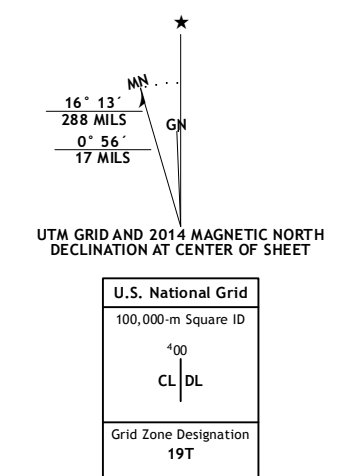 ★
MN
16° 13´
288 MILS
GN
0° 56´
17 MILS
UTM GRID AND 2014 MAGNETIC NORTH
DECLINATION AT CENTER OF SHEET
U.S. National Grid
100,000-m Square ID
⁴00
CL DL
Grid Zone Designation
19T